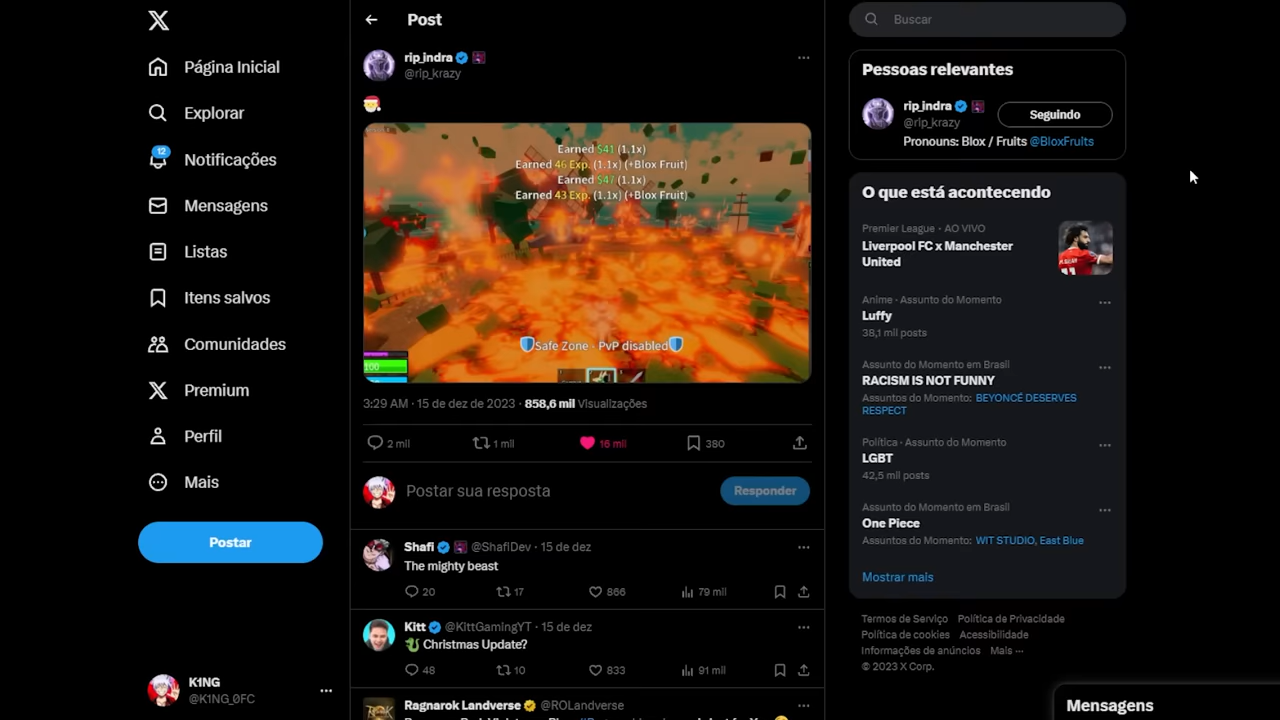 Página Inicial
Explorar
12
Notificações
Mensagens
Listas
Itens salvos
Comunidades
Premium
Perfil
Mais
Postar
K1NG
@K1NG_0FC
Post
rip_indra
@rip_krazy
Earned $41 (1.1x)
Earned 46 Exp. (1.1x) (+Blox Fruit)
Earned $47 (1.1x)
Earned 43 Exp. (1.1x) (+Blox Fruit)
Safe Zone - PvP disabled
100
3:29 AM · 15 de dez de 2023 · 858,6 mil Visualizações
2 mil
1 mil
16 mil
380
Postar sua resposta
Responder
Shafi @ShafiDev · 15 de dez
The mighty beast
20
17
866
79 mil
Kitt @KittGamingYT · 15 de dez
Christmas Update?
48
10
833
91 mil
Ragnarok Landverse @ROLandverse
Buscar
Pessoas relevantes
rip_indra
@rip_krazy
Seguindo
Pronouns: Blox / Fruits @BloxFruits
O que está acontecendo
Premier League · AO VIVO
Liverpool FC x Manchester
United
Anime · Assunto do Momento
Luffy
38,1 mil posts
Assunto do Momento em Brasil
RACISM IS NOT FUNNY
Assuntos do Momento: BEYONCÉ DESERVES
RESPECT
Política · Assunto do Momento
LGBT
42,5 mil posts
Assunto do Momento em Brasil
One Piece
Assuntos do Momento: WIT STUDIO, East Blue
Mostrar mais
Termos de Serviço Política de Privacidade
Política de cookies Acessibilidade
Informações de anúncios Mais ···
© 2023 X Corp.
Mensagens